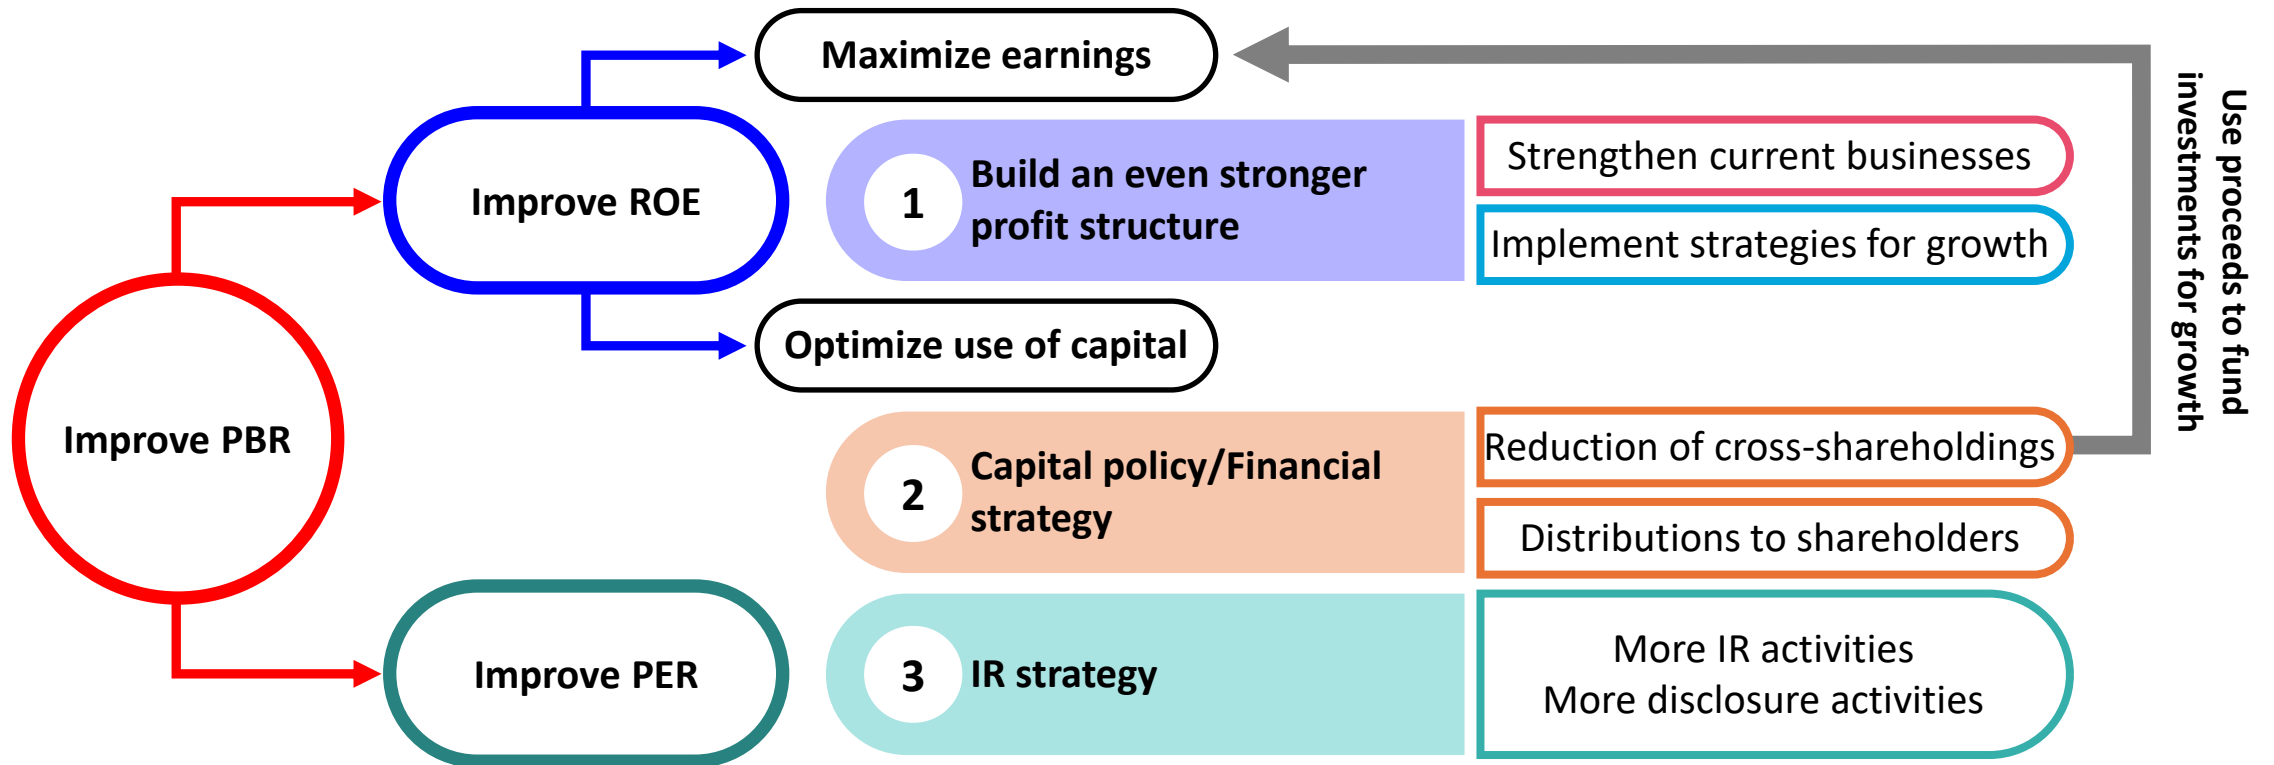 Improve PBR
Improve ROE
Maximize earnings
1
Build an even stronger
profit structure
Strengthen current businesses
Implement strategies for growth
Optimize use of capital
2
Capital policy/Financial
strategy
Reduction of cross-shareholdings
Distributions to shareholders
Use proceeds to fund
investments for growth
Improve PER
3
IR strategy
More IR activities
More disclosure activities